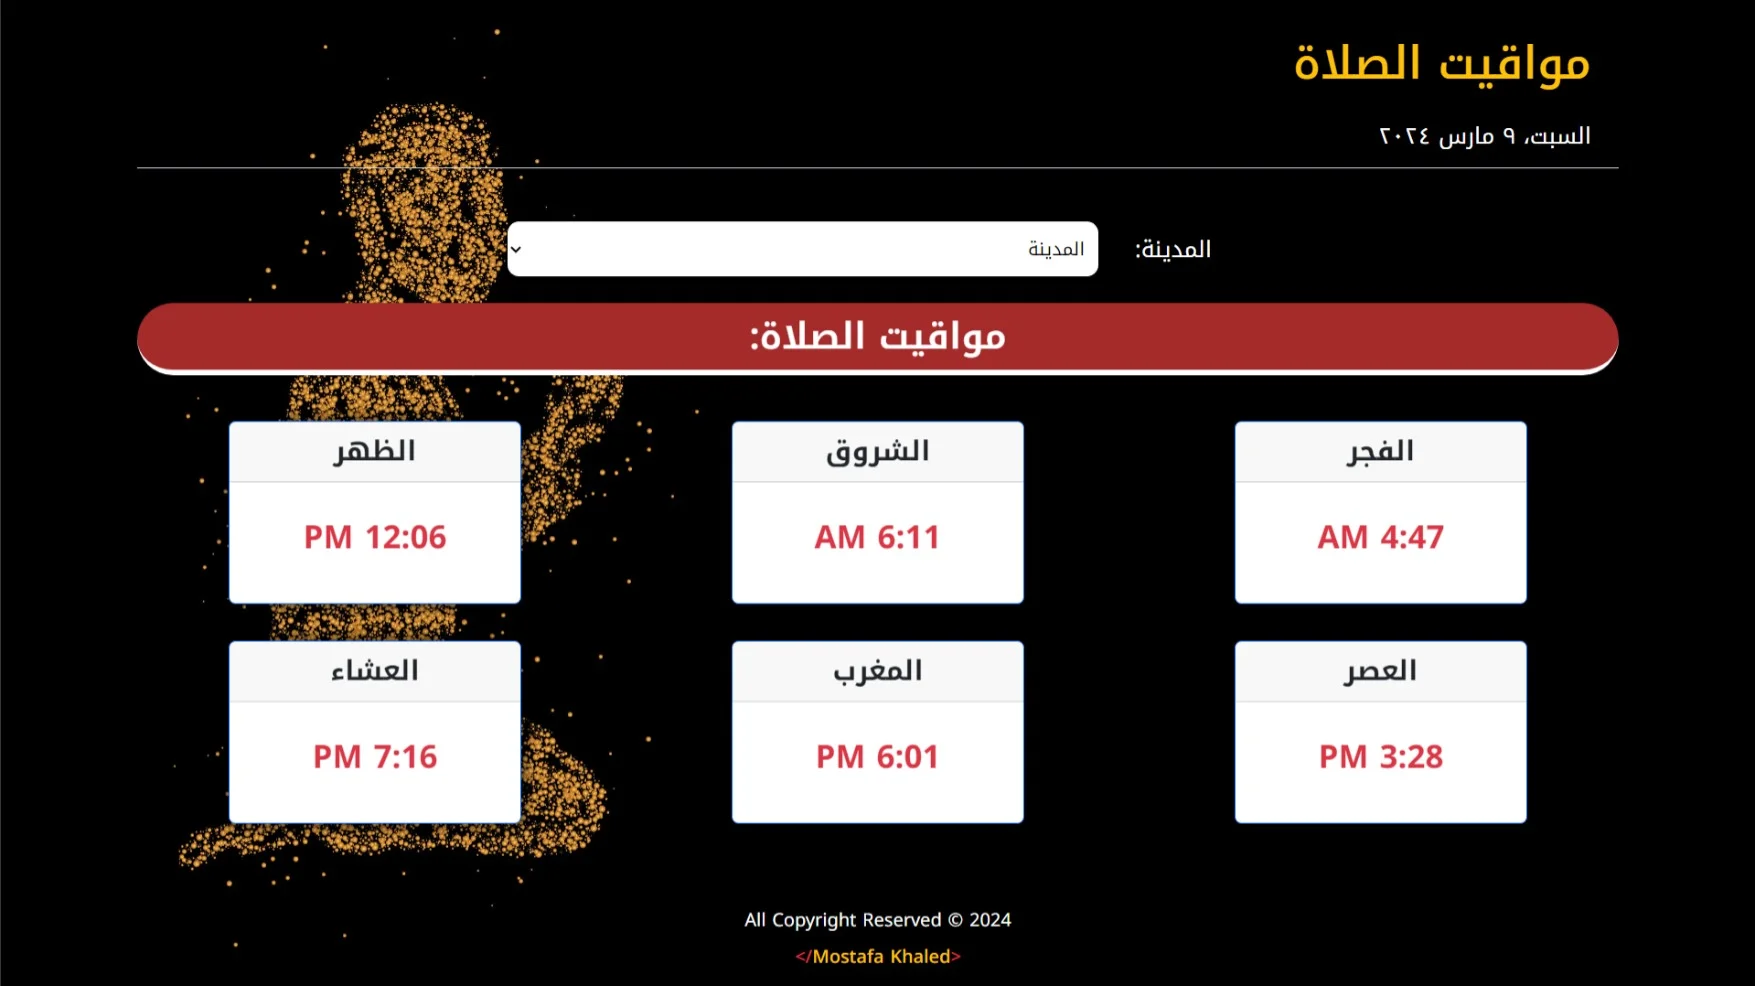 مواقيت الصلاة
السبت، ٩ مارس ٢٠٢٤
المدينة:
المدينة
مواقيت الصلاة:
الفجر
4:47 AM
الشروق
6:11 AM
الظهر
12:06 PM
العصر
3:28 PM
المغرب
6:01 PM
العشاء
7:16 PM
All Copyright Reserved © 2024
</Mostafa Khaled>